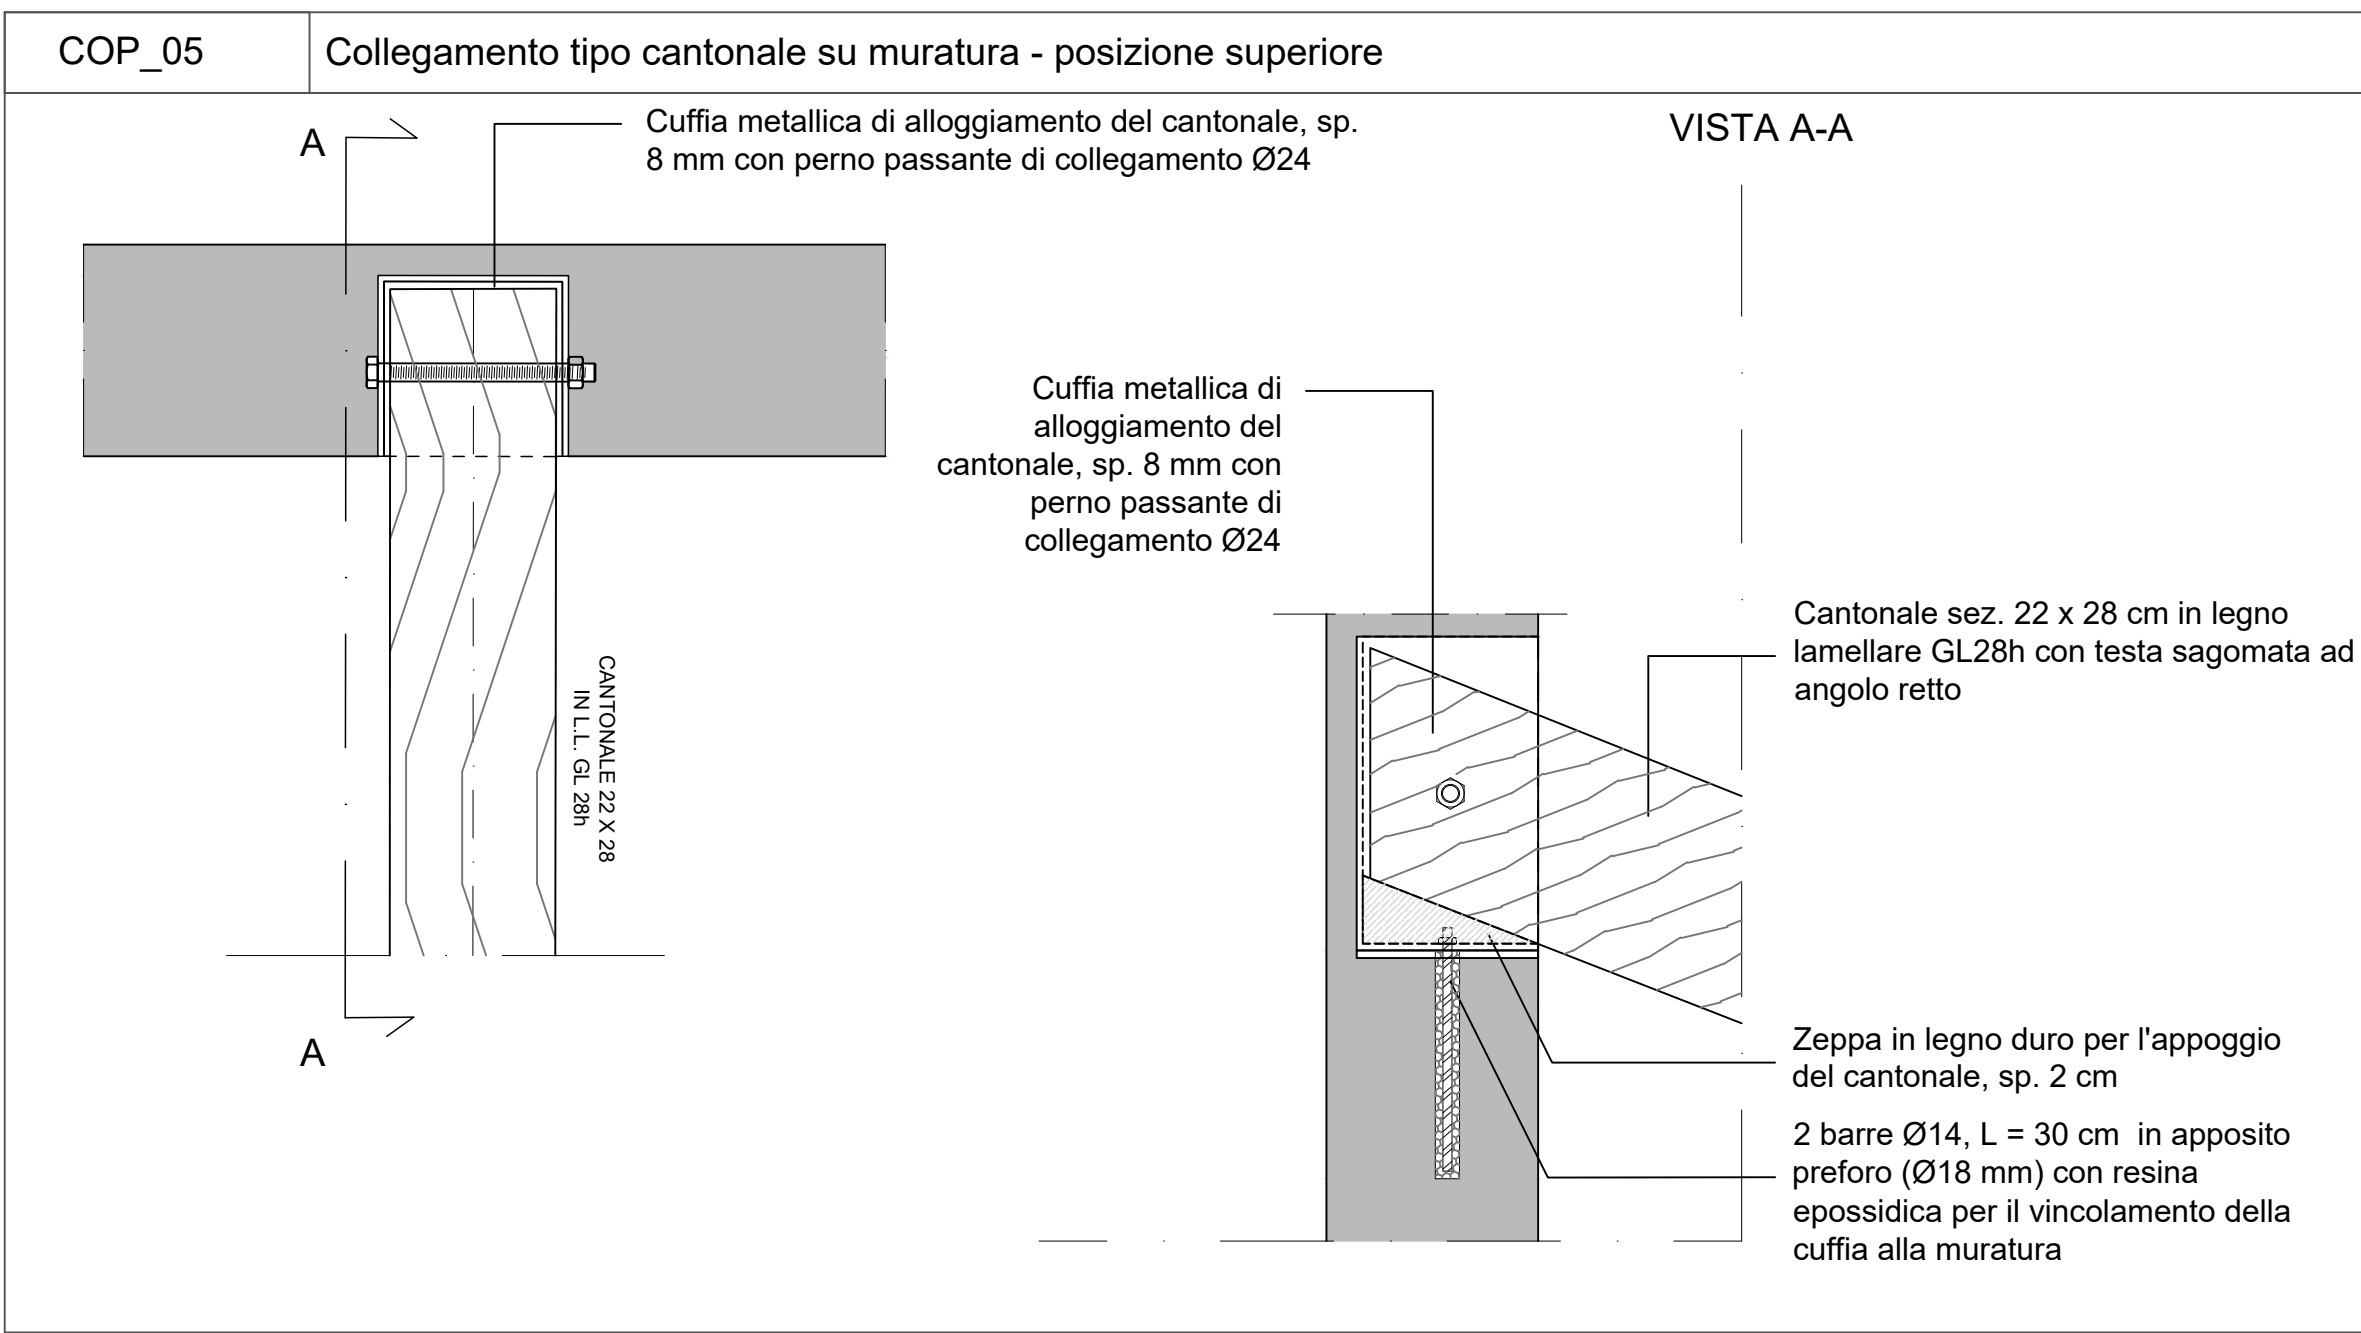 COP_05
Collegamento tipo cantonale su muratura - posizione superiore
A
Cuffia metallica di alloggiamento del cantonale, sp.
8 mm con perno passante di collegamento Ø24
CANTONALE 22 X 28
IN L.L. GL 28h
A
VISTA A-A
Cuffia metallica di
alloggiamento del
cantonale, sp. 8 mm con
perno passante di
collegamento Ø24
Cantonale sez. 22 x 28 cm in legno
lamellare GL28h con testa sagomata ad
angolo retto
Zeppa in legno duro per l'appoggio
del cantonale, sp. 2 cm
2 barre Ø14, L = 30 cm in apposito
preforo (Ø18 mm) con resina
epossidica per il vincolamento della
cuffia alla muratura